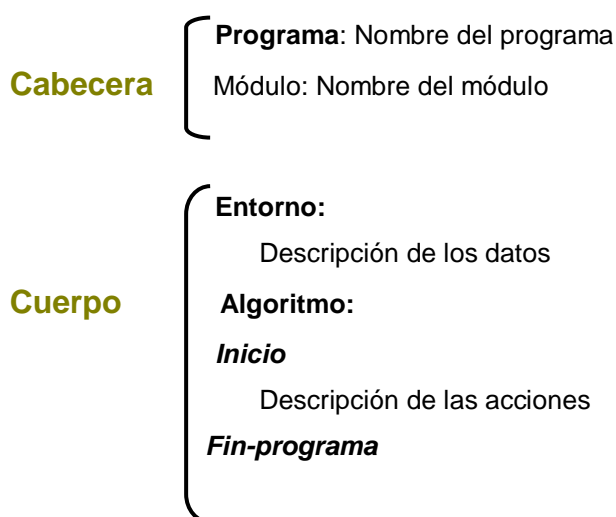 Programa: Nombre del programa
Cabecera
Módulo: Nombre del módulo
Entorno:
Descripción de los datos
Cuerpo
Algoritmo:
Inicio
Descripción de las acciones
Fin-programa